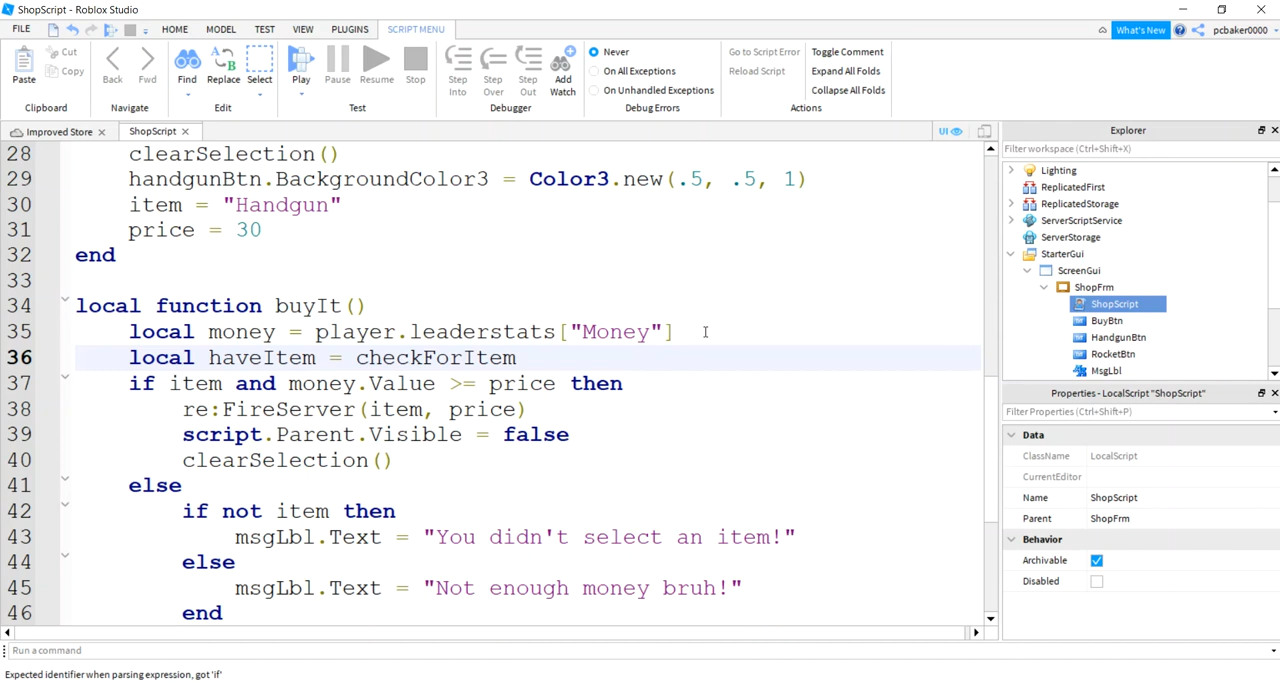 ShopScript - Roblox Studio
FILE HOME MODEL TEST VIEW PLUGINS SCRIPT MENU What's New pcbaker0000
Paste Cut Copy Back Fwd Find Replace Select Play Pause Resume Stop Step Into Step Over Step Out Add Watch
Never
On All Exceptions
On Unhandled Exceptions
Go to Script Error
Reload Script
Toggle Comment
Expand All Folds
Collapse All Folds
Clipboard Navigate Edit Test Debugger Debug Errors Actions
Improved Store ShopScript UI
28 clearSelection()
29 handgunBtn.BackgroundColor3 = Color3.new(.5, .5, 1)
30 item = "Handgun"
31 price = 30
32 end
33
34 local function buyIt()
35 local money = player.leaderstats["Money"]
36 local haveItem = checkForItem
37 if item and money.Value >= price then
38 re:FireServer(item, price)
39 script.Parent.Visible = false
40 clearSelection()
41 else
42 if not item then
43 msgLbl.Text = "You didn't select an item!"
44 else
45 msgLbl.Text = "Not enough money bruh!"
46 end
Explorer
Filter workspace (Ctrl+Shift+X)
Lighting
ReplicatedFirst
ReplicatedStorage
ServerScriptService
ServerStorage
StarterGui
ScreenGui
ShopFrm
ShopScript
BuyBtn
HandgunBtn
RocketBtn
MsgLbl
Properties - LocalScript "ShopScript"
Filter Properties (Ctrl+Shift+P)
Data
ClassName LocalScript
CurrentEditor
Name ShopScript
Parent ShopFrm
Behavior
Archivable
Disabled
Run a command
Expected identifier when parsing expression, got 'if'